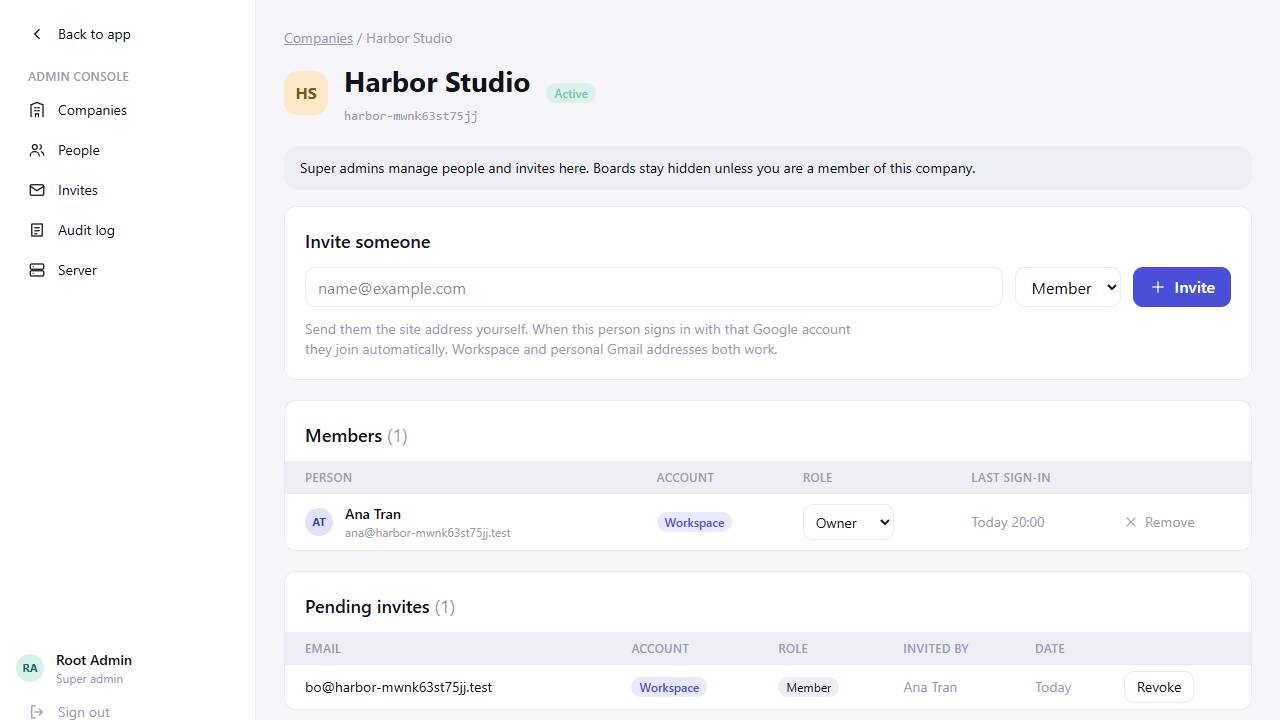 Back to app
ADMIN CONSOLE
Companies
People
Invites
Audit log
Server
RA
Root Admin
Super admin
Sign out
Companies / Harbor Studio
HS
Harbor Studio
Active
harbor-mwnk63st75jj
Super admins manage people and invites here. Boards stay hidden unless you are a member of this company.
Invite someone
name@example.com
Member
Invite
Send them the site address yourself. When this person signs in with that Google account
they join automatically. Workspace and personal Gmail addresses both work.
Members (1)
PERSON ACCOUNT ROLE LAST SIGN-IN
AT
Ana Tran
ana@harbor-mwnk63st75jj.test
Workspace
Owner
Today 20:00
Remove
Pending invites (1)
EMAIL ACCOUNT ROLE INVITED BY DATE
bo@harbor-mwnk63st75jj.test Workspace Member Ana Tran Today Revoke